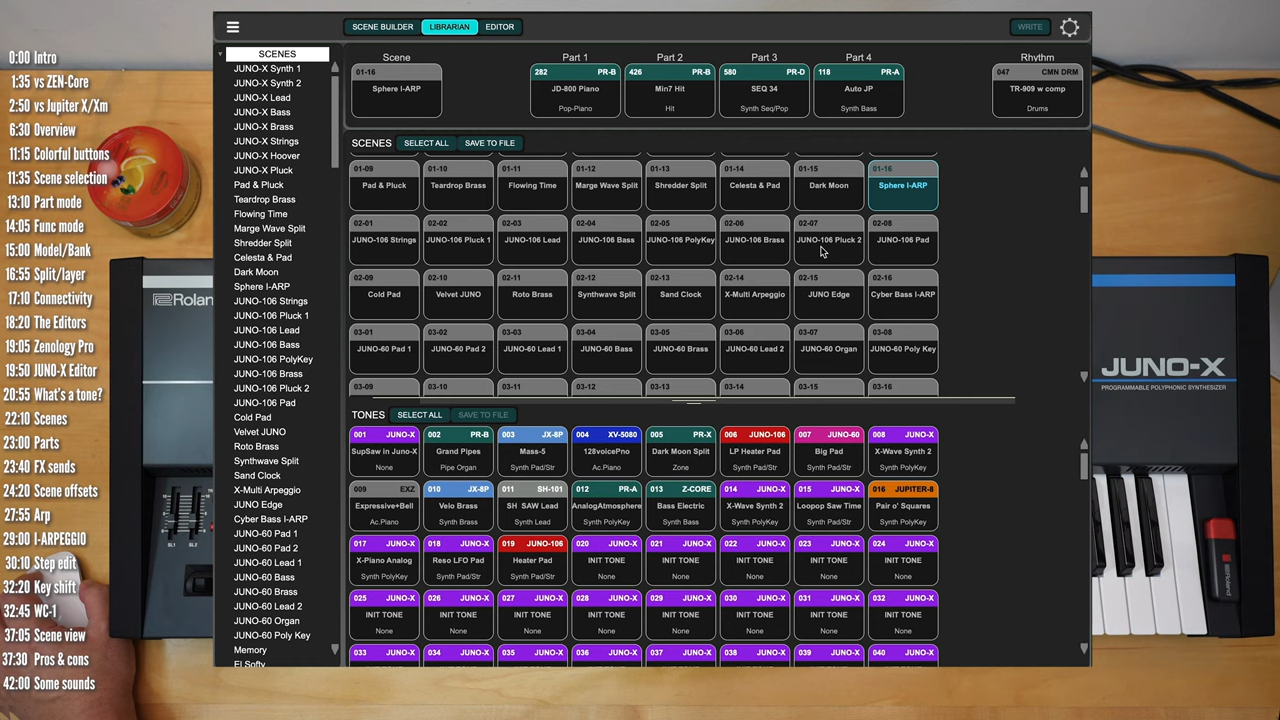 0:00 Intro
1:35 vs ZEN-Core
2:50 vs Jupiter X/Xm
6:30 Overview
11:15 Colorful buttons
11:35 Scene selection
13:10 Part mode
14:05 Func mode
15:00 Model/Bank
16:55 Split/layer
17:10 Connectivity
18:20 The Editors
19:05 Zenology Pro
19:50 JUNO-X Editor
20:55 What's a tone?
22:10 Scenes
23:00 Parts
23:40 FX sends
24:20 Scene offsets
27:55 Arp
29:00 I-ARPEGGIO
30:10 Step edit
32:20 Key shift
32:45 WC-1
37:05 Scene view
37:30 Pros & cons
42:00 Some sounds
Roland
SL1 SL2
SCENE BUILDER LIBRARIAN EDITOR WRITE
SCENES
JUNO-X Synth 1
JUNO-X Synth 2
JUNO-X Lead
JUNO-X Bass
JUNO-X Brass
JUNO-X Strings
JUNO-X Hoover
JUNO-X Pluck
Pad & Pluck
Teardrop Brass
Flowing Time
Marge Wave Split
Shredder Split
Celesta & Pad
Dark Moon
Sphere I-ARP
JUNO-106 Strings
JUNO-106 Pluck 1
JUNO-106 Lead
JUNO-106 Bass
JUNO-106 PolyKey
JUNO-106 Brass
JUNO-106 Pluck 2
JUNO-106 Pad
Cold Pad
Velvet JUNO
Roto Brass
Synthwave Split
Sand Clock
X-Multi Arpeggio
JUNO Edge
Cyber Bass I-ARP
JUNO-60 Pad 1
JUNO-60 Pad 2
JUNO-60 Lead 1
JUNO-60 Bass
JUNO-60 Brass
JUNO-60 Lead 2
JUNO-60 Organ
JUNO-60 Poly Key
Memory
El Softy
Scene Part 1 Part 2 Part 3 Part 4 Rhythm
01-16 282 PR-B 426 PR-B 580 PR-D 118 PR-A 047 CMN DRM
Sphere I-ARP JD-800 Piano Min7 Hit SEQ 34 Auto JP TR-909 w comp
Pop-Piano Hit Synth Seq/Pop Synth Bass Drums
SCENES SELECT ALL SAVE TO FILE
01-09 01-10 01-11 01-12 01-13 01-14 01-15 01-16
Pad & Pluck Teardrop Brass Flowing Time Marge Wave Split Shredder Split Celesta & Pad Dark Moon Sphere I-ARP
02-01 02-02 02-03 02-04 02-05 02-06 02-07 02-08
JUNO-106 Strings JUNO-106 Pluck 1 JUNO-106 Lead JUNO-106 Bass JUNO-106 PolyKey JUNO-106 Brass JUNO-106 Pluck 2 JUNO-106 Pad
02-09 02-10 02-11 02-12 02-13 02-14 02-15 02-16
Cold Pad Velvet JUNO Roto Brass Synthwave Split Sand Clock X-Multi Arpeggio JUNO Edge Cyber Bass I-ARP
03-01 03-02 03-03 03-04 03-05 03-06 03-07 03-08
JUNO-60 Pad 1 JUNO-60 Pad 2 JUNO-60 Lead 1 JUNO-60 Bass JUNO-60 Brass JUNO-60 Lead 2 JUNO-60 Organ JUNO-60 Poly Key
03-09 03-10 03-11 03-12 03-13 03-14 03-15 03-16
TONES SELECT ALL SAVE TO FILE
001 JUNO-X 002 PR-B 003 JX-8P 004 XV-5080 005 PR-X 006 JUNO-106 007 JUNO-60 008 JUNO-X
SupSaw in Juno-X Grand Pipes Mass-5 128voicePno Dark Moon Split LP Heater Pad Big Pad X-Wave Synth 2
None Pipe Organ Synth Pad/Str Ac.Piano Zone Synth Pad/Str Synth Pad/Str Synth PolyKey
009 EXZ 010 JX-8P 011 SH-101 012 PR-A 013 Z-CORE 014 JUNO-X 015 JUNO-X 016 JUPITER-8
Expressive+Bell Velo Brass SH SAW Lead AnalogAtmosphere Bass Electric X-Wave Synth 2 Loopop Saw Time Pair o' Squares
Ac.Piano Synth Brass Synth Lead Synth PolyKey Synth Bass Synth PolyKey Synth PolyKey Synth PolyKey
017 JUNO-X 018 JUNO-X 019 JUNO-106 020 JUNO-X 021 JUNO-X 022 JUNO-X 023 JUNO-X 024 JUNO-X
X-Piano Analog Reso LFO Pad Heater Pad INIT TONE INIT TONE INIT TONE INIT TONE INIT TONE
Synth PolyKey Synth Pad/Str Synth Pad/Str None None None None None
025 JUNO-X 026 JUNO-X 027 JUNO-X 028 JUNO-X 029 JUNO-X 030 JUNO-X 031 JUNO-X 032 JUNO-X
INIT TONE INIT TONE INIT TONE INIT TONE INIT TONE INIT TONE INIT TONE INIT TONE
None None None None None None None None
033 JUNO-X 034 JUNO-X 035 JUNO-X 036 JUNO-X 037 JUNO-X 038 JUNO-X 039 JUNO-X 040 JUNO-X
JUNO-X
PROGRAMMABLE POLYPHONIC SYNTHESIZER
Roland